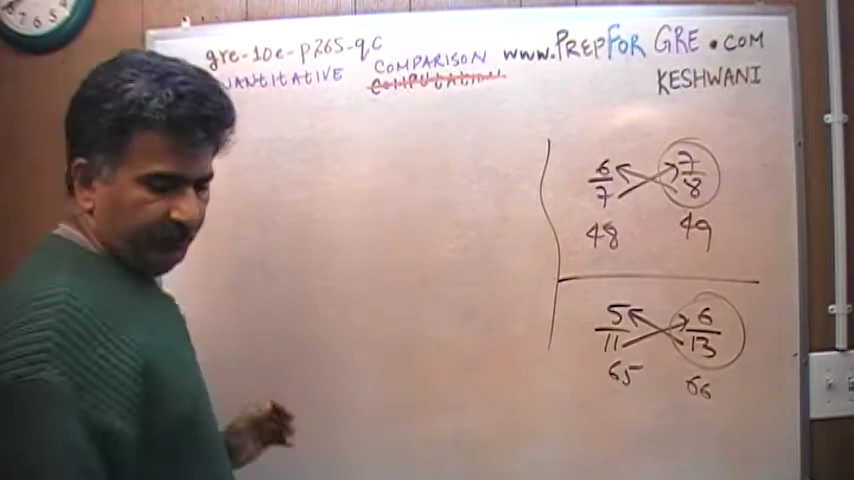 gre-10e-p265-qc
QUANTITATIVE COMPARISON
COMPUTATION
www.PREPFOR GRE.COM
KESHWANI
6/7 7/8
48 49
5/11 6/13
65 66